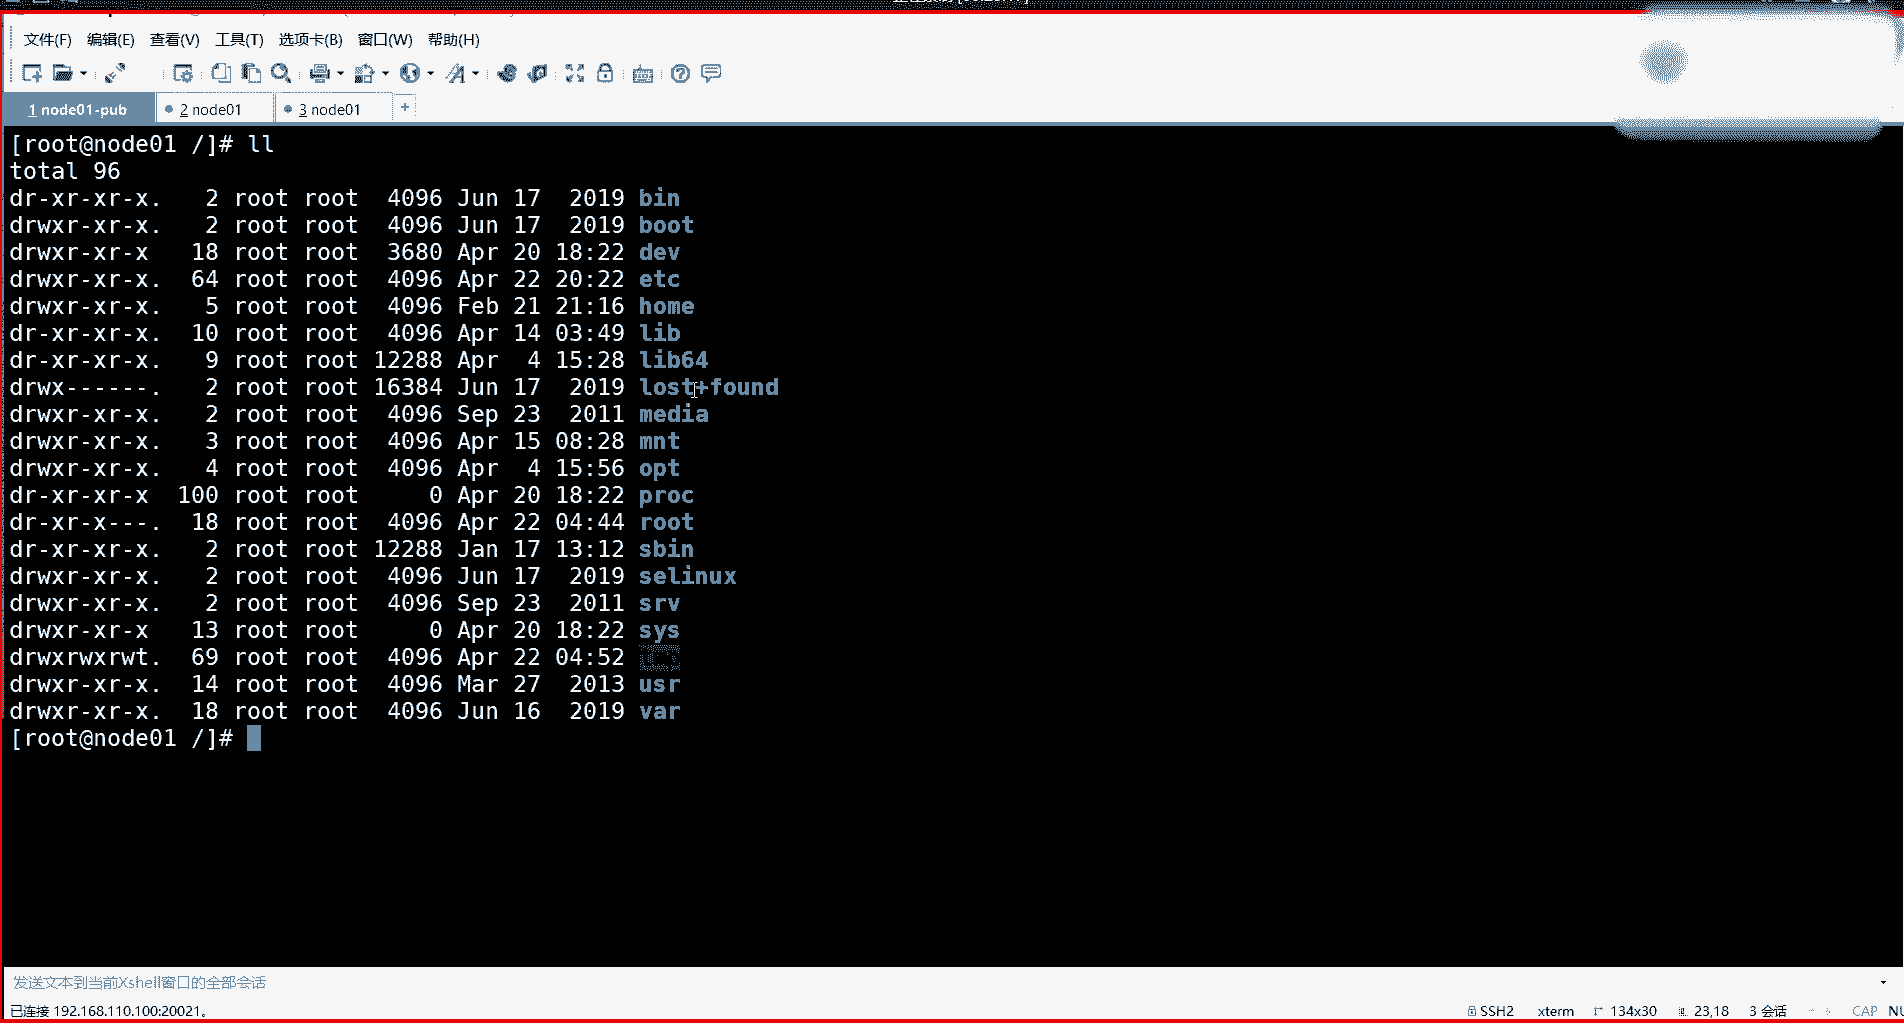 文件(F) 编辑(E) 查看(V) 工具(T) 选项卡(B) 窗口(W) 帮助(H)
1 node01-pub 2 node01 3 node01 +
[root@node01 /]# ll
total 96
dr-xr-xr-x.   2 root root  4096 Jun 17  2019 bin
drwxr-xr-x.   2 root root  4096 Jun 17  2019 boot
drwxr-xr-x   18 root root  3680 Apr 20 18:22 dev
drwxr-xr-x.  64 root root  4096 Apr 22 20:22 etc
drwxr-xr-x.   5 root root  4096 Feb 21 21:16 home
dr-xr-xr-x.  10 root root  4096 Apr 14 03:49 lib
dr-xr-xr-x.   9 root root 12288 Apr  4 15:28 lib64
drwx------.   2 root root 16384 Jun 17  2019 lost+found
drwxr-xr-x.   2 root root  4096 Sep 23  2011 media
drwxr-xr-x.   3 root root  4096 Apr 15 08:28 mnt
drwxr-xr-x.   4 root root  4096 Apr  4 15:56 opt
dr-xr-xr-x  100 root root     0 Apr 20 18:22 proc
dr-xr-x---.  18 root root  4096 Apr 22 04:44 root
dr-xr-xr-x.   2 root root 12288 Jan 17 13:12 sbin
drwxr-xr-x.   2 root root  4096 Jun 17  2019 selinux
drwxr-xr-x.   2 root root  4096 Sep 23  2011 srv
drwxr-xr-x   13 root root     0 Apr 20 18:22 sys
drwxrwxrwt.  69 root root  4096 Apr 22 04:52
drwxr-xr-x.  14 root root  4096 Mar 27  2013 usr
drwxr-xr-x.  18 root root  4096 Jun 16  2019 var
[root@node01 /]#
发送文本到当前Xshell窗口的全部会话
已连接 192.168.110.100:20021。 SSH2 xterm 134x30 23,18 3 会话 CAP